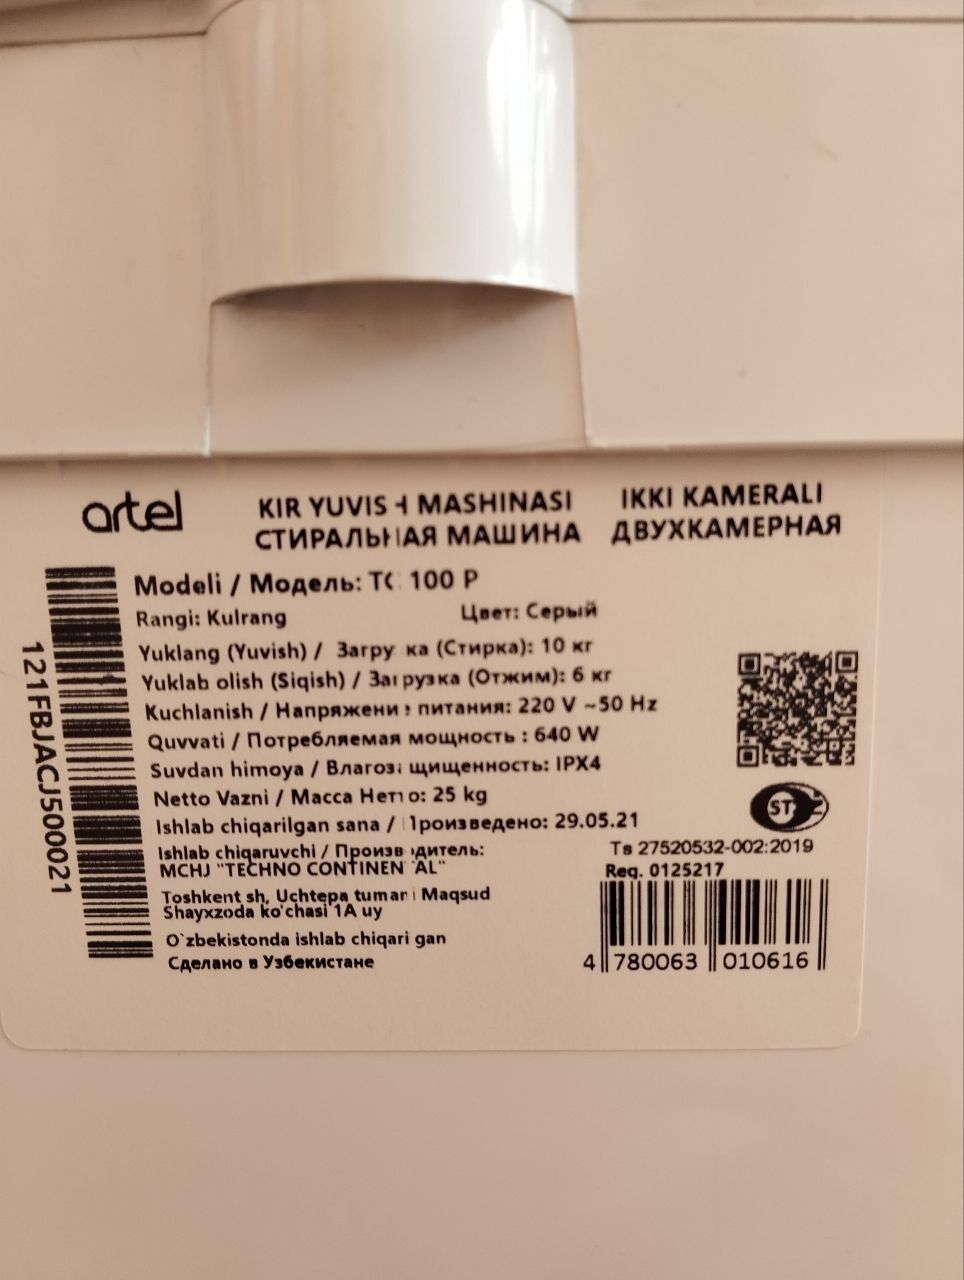 artel
KIR YUVISH MASHINASI IKKI KAMERALI
СТИРАЛЬНАЯ МАШИНА ДВУХКАМЕРНАЯ
Modeli / Модель: 100 P
Rangi: Kulrang Цвет: Серый
Yuklang (Yuvish) / Загрузка (Стирка): 10 кг
Yuklab olish (Siqish) / Загрузка (Отжим): 6 кг
Kuchlanish / Напряжение питания: 220 V ~50 Hz
Quvvati / Потребляемая мощность : 640 W
Suvdan himoya / Влагозащищенность: IPX4
Netto Vazni / Масса Нетто: 25 kg
Ishlab chiqarilgan sana / Произведено: 29.05.21
Ishlab chiqaruvchi / Производитель:
MCHJ "TECHNO CONTINENTAL"
Toshkent sh, Uchtepa tumani Maqsud
Shayxzoda ko'chasi 1A uy
O`zbekistonda ishlab chiqarilgan
Сделано в Узбекистане
121FBJACJ500021
ST
Ts 27520532-002:2019
Reg. 0125217
4 780063 010616